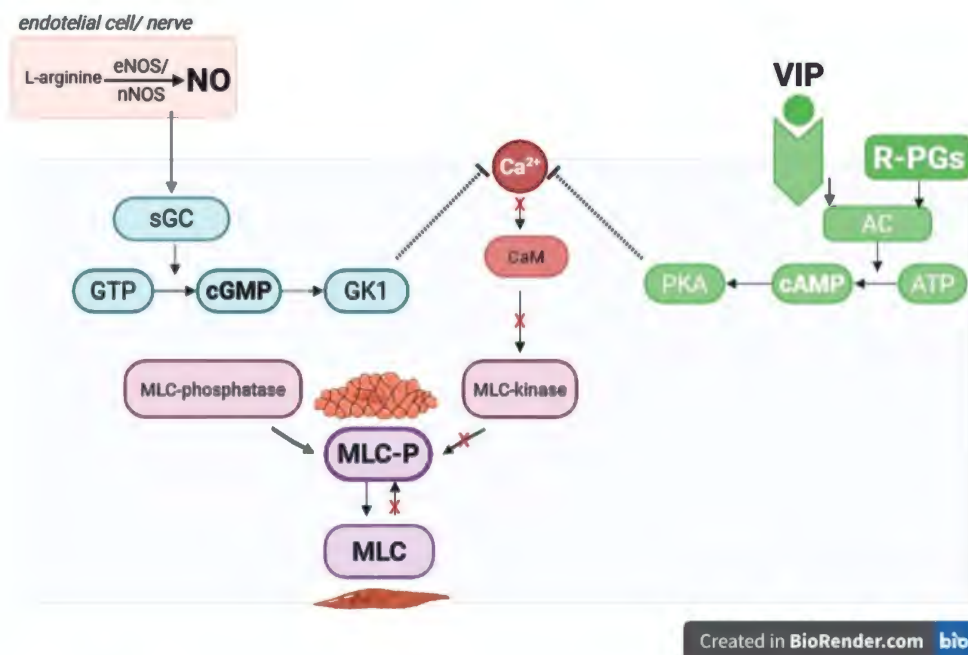 endotelial cell/ nerve
L-arginine eNOS/ nNOS NO
VIP
R-PGs
Ca²⁺
sGC
AC
CaM
GTP
cGMP
GK1
PKA
cAMP
ATP
MLC-phosphatase
MLC-kinase
MLC-P
MLC
Created in BioRender.com bio